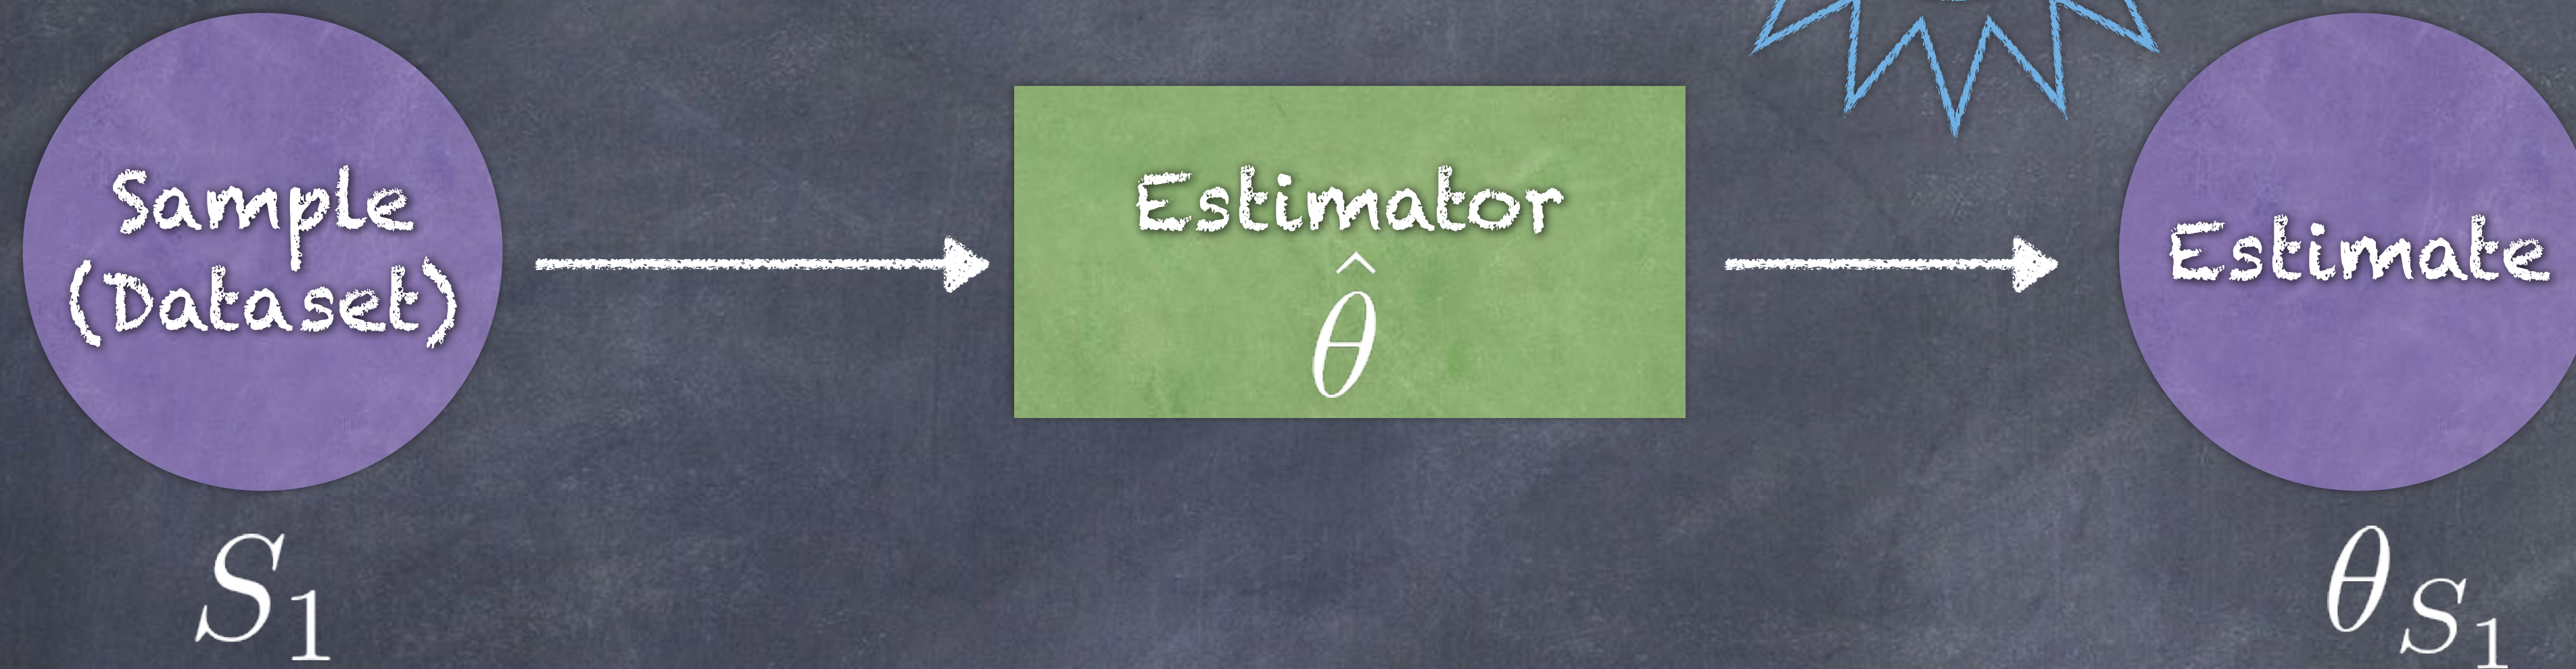 Sample
(Dataset)
Estimator
θ̂
Estimate
S₁
θ_S₁